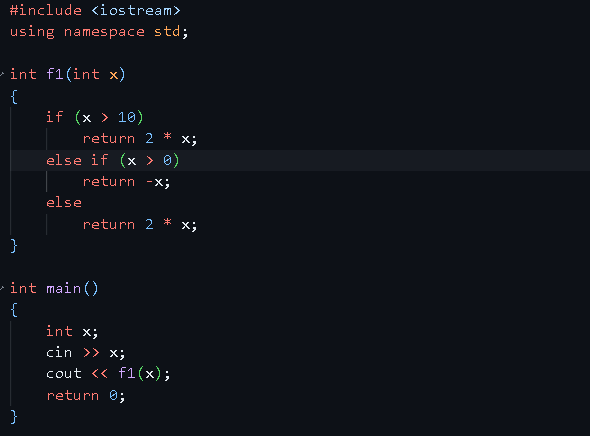 #include <iostream>
using namespace std;
int f1(int x)
{
if (x > 10)
return 2 * x;
else if (x > 0)
return -x;
else
return 2 * x;
}
int main()
{
int x;
cin >> x;
cout << f1(x);
return 0;
}